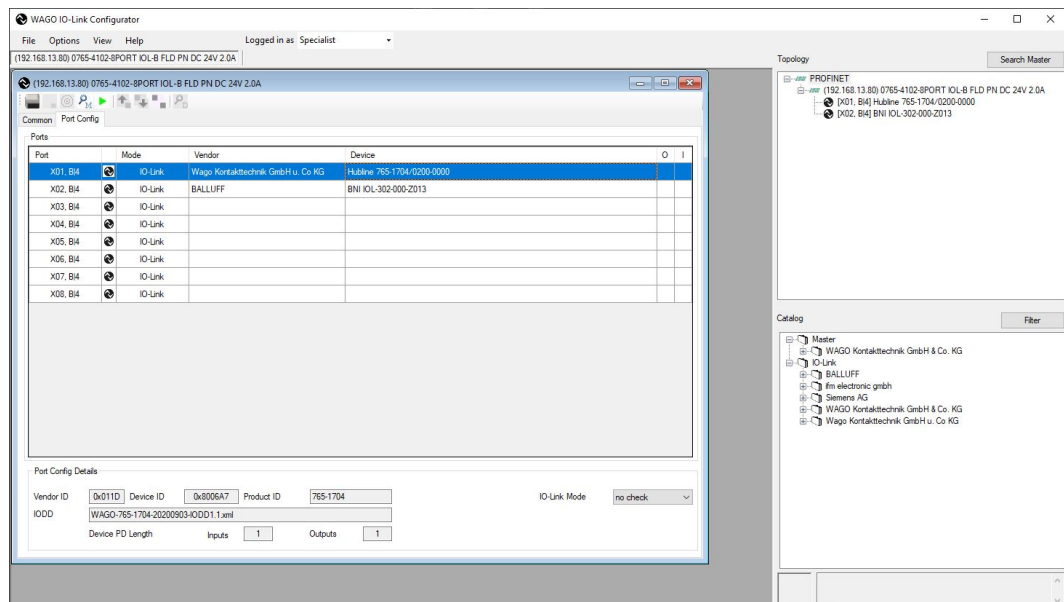 WAGO IO-Link Configurator
File Options View Help Logged in as Specialist
(192.168.13.80) 0765-4102-8PORT IOL-B FLD PN DC 24V 2.0A
(192.168.13.80) 0765-4102-8PORT IOL-B FLD PN DC 24V 2.0A
Common Port Config
Ports
Port Mode Vendor Device O I
X01, BI4 IO-Link Wago Kontakttechnik GmbH u. Co KG Hubline 765-1704/0200-0000
X02, BI4 IO-Link BALLUFF BNI IOL-302-000-Z013
X03, BI4 IO-Link
X04, BI4 IO-Link
X05, BI4 IO-Link
X06, BI4 IO-Link
X07, BI4 IO-Link
X08, BI4 IO-Link
Port Config Details
Vendor ID 0x011D Device ID 0x8006A7 Product ID 765-1704 IO-Link Mode no check
IODD WAGO-765-1704-20200903-IODD1.1.xml
Device PD Length Inputs 1 Outputs 1
Topology Search Master
PROFINET
(192.168.13.80) 0765-4102-8PORT IOL-B FLD PN DC 24V 2.0A
[X01, BI4] Hubline 765-1704/0200-0000
[X02, BI4] BNI IOL-302-000-Z013
Catalog Filter
Master
WAGO Kontakttechnik GmbH & Co. KG
IO-Link
BALLUFF
ifm electronic gmbh
Siemens AG
WAGO Kontakttechnik GmbH & Co. KG
Wago Kontakttechnik GmbH u. Co KG